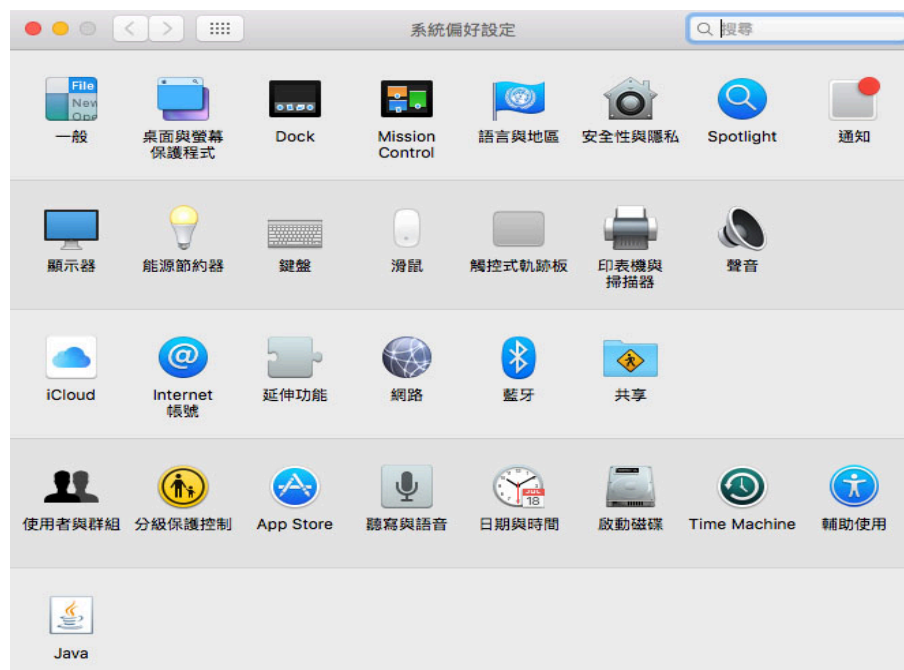 系統偏好設定
搜尋
File
New
Ope
一般
桌面與螢幕
保護程式
Dock
Mission
Control
語言與地區
安全性與隱私
Spotlight
通知
顯示器
能源節約器
鍵盤
滑鼠
觸控式軌跡板
印表機與
掃描器
聲音
iCloud
Internet
帳號
延伸功能
網路
藍牙
共享
使用者與群組
分級保護控制
App Store
聽寫與語音
JUL
18
日期與時間
啟動磁碟
Time Machine
輔助使用
Java